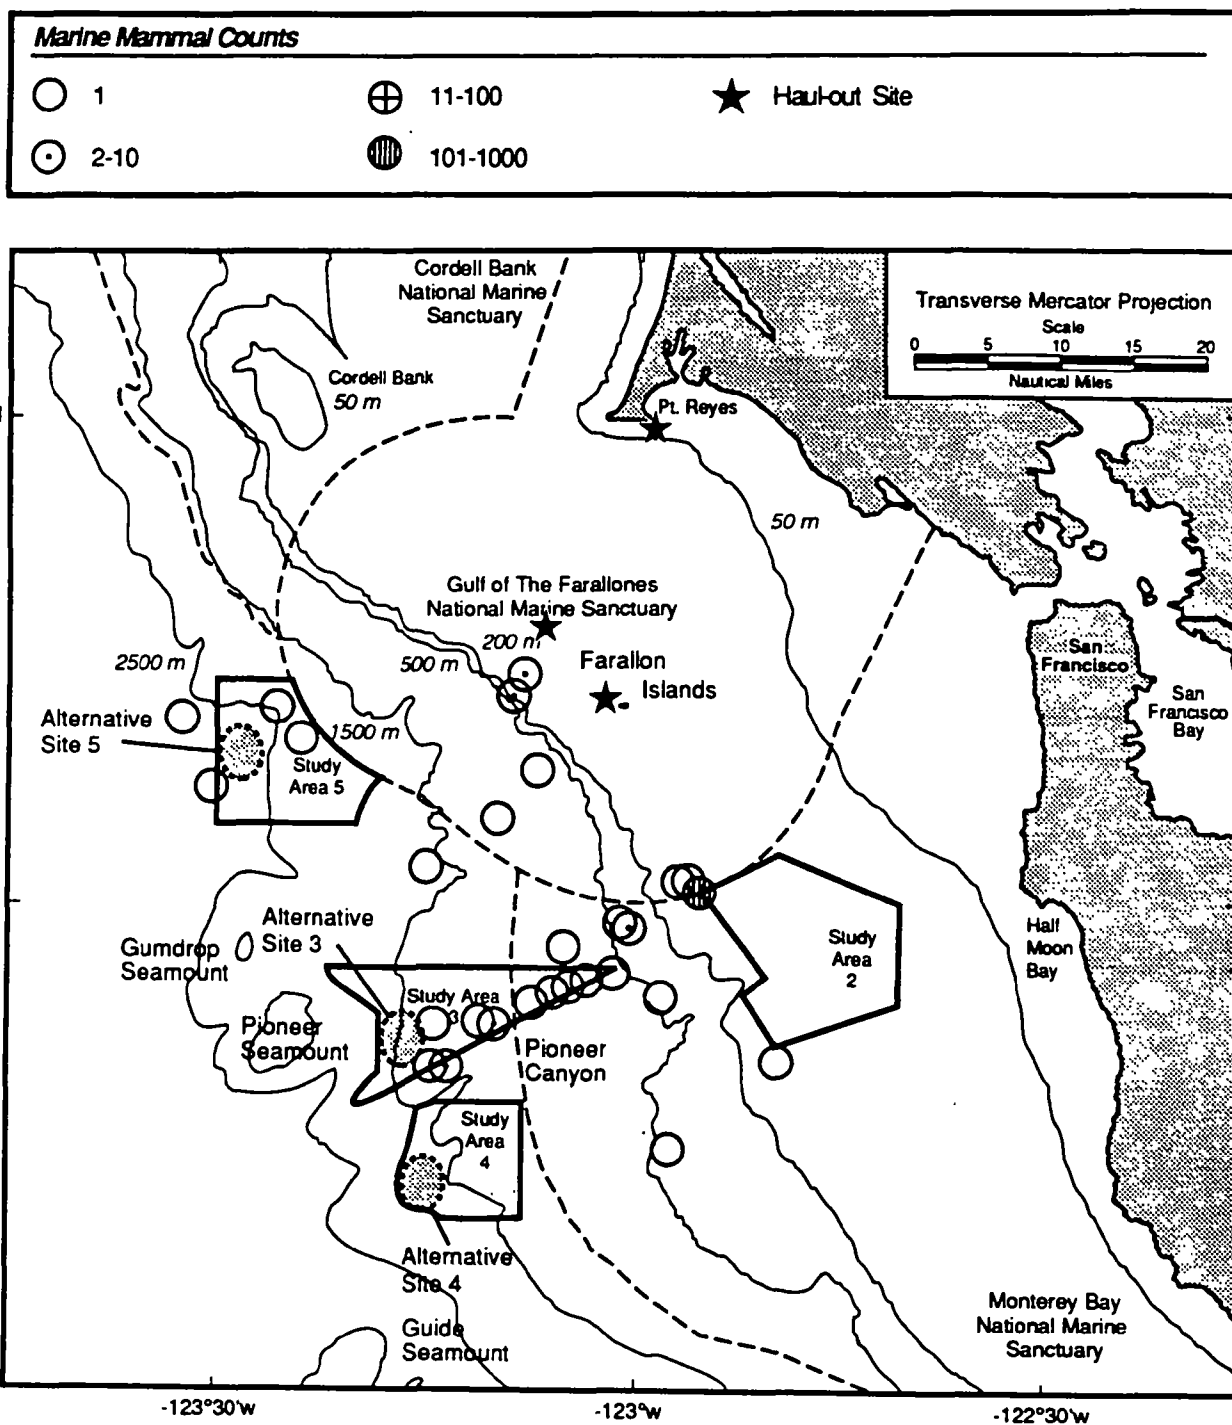 Marine Mammal Counts
1
11-100
Haul-out Site
2-10
101-1000
Cordell Bank
National Marine
Sanctuary
Transverse Mercator Projection
Scale
0 5 10 15 20
Nautical Miles
Cordell Bank
50 m
Pt. Reyes
50 m
Gulf of The Farallones
National Marine Sanctuary
200 m
500 m
2500 m
Farallon
Islands
San
Francisco
San
Francisco
Bay
Alternative
Site 5
1500 m
Study
Area 5
Alternative
Site 3
Gumdrop
Seamount
Study Area
3
Pioneer
Seamount
Pioneer
Canyon
Study
Area
2
Half
Moon
Bay
Study
Area
4
Alternative
Site 4
Guide
Seamount
Monterey Bay
National Marine
Sanctuary
-123°30'W
-123°W
-122°30'W